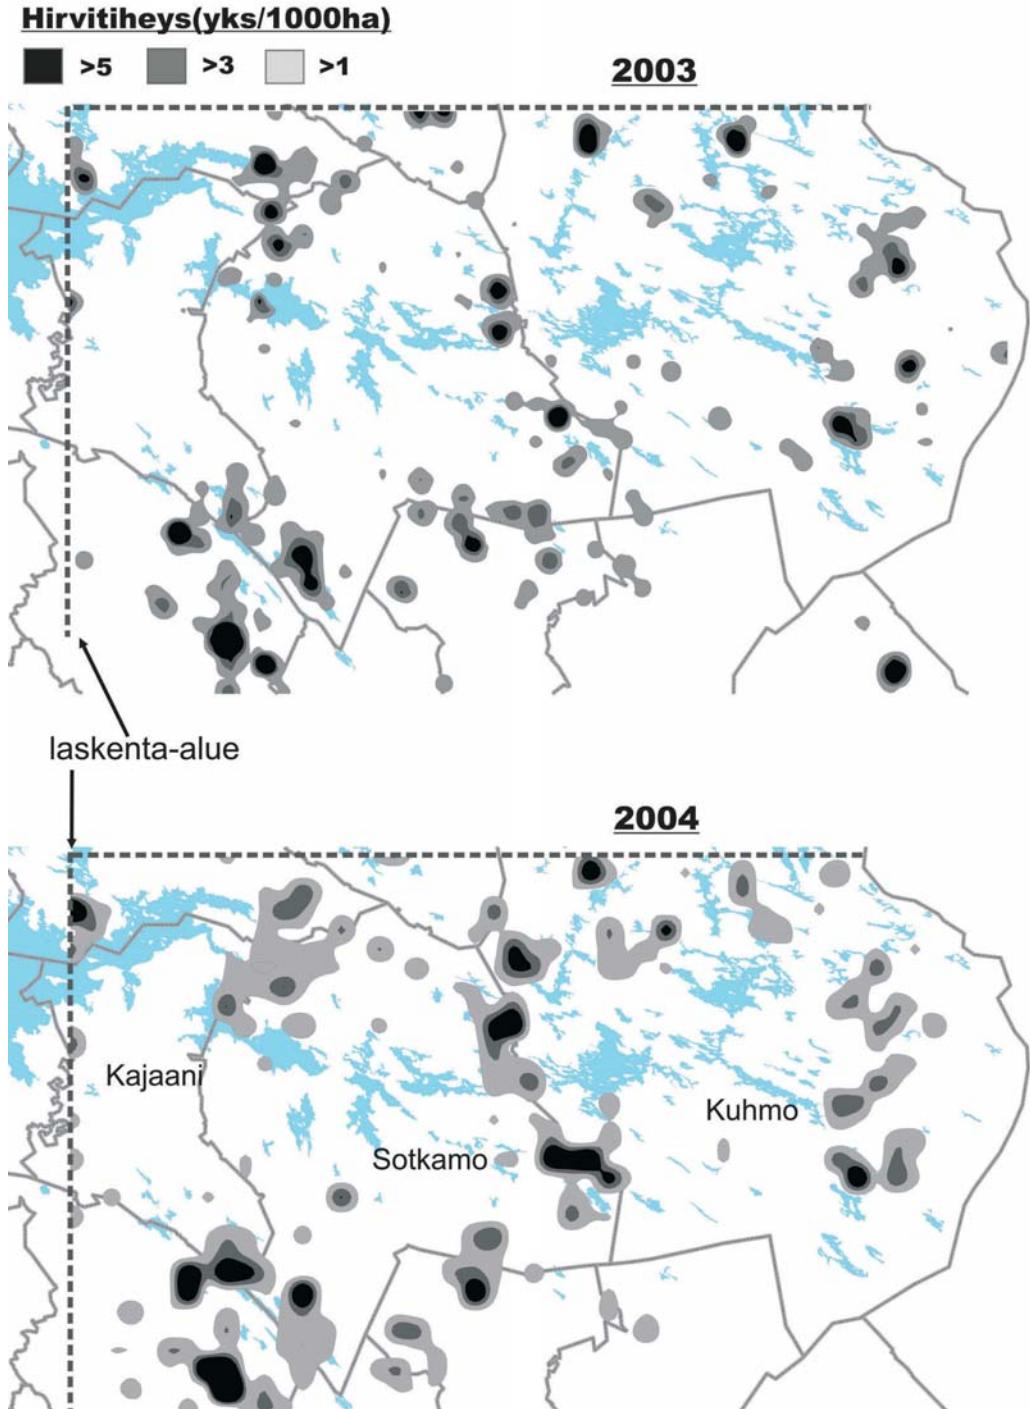 Hirvitiheys(yks/1000ha)
>5 >3 >1
2003
laskenta-alue
2004
Kajaani
Kuhmo
Sotkamo